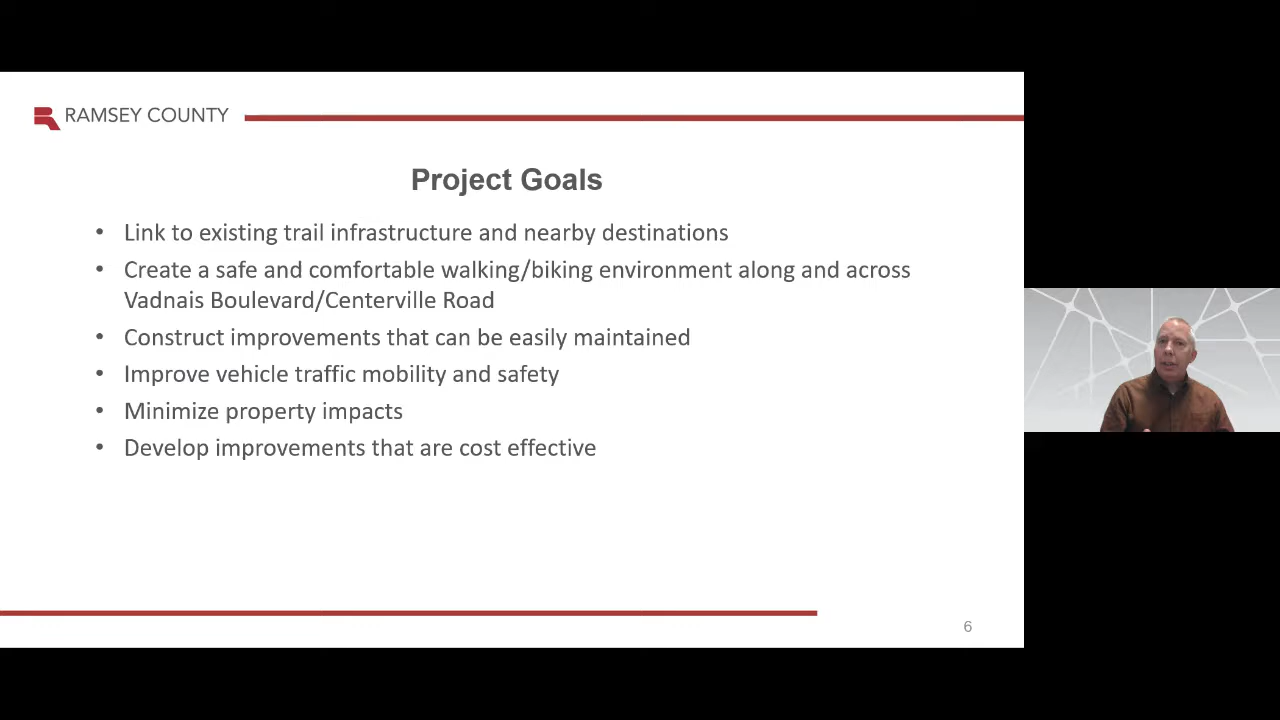 RAMSEY COUNTY
Project Goals
• Link to existing trail infrastructure and nearby destinations
• Create a safe and comfortable walking/biking environment along and across
Vadnais Boulevard/Centerville Road
• Construct improvements that can be easily maintained
• Improve vehicle traffic mobility and safety
• Minimize property impacts
• Develop improvements that are cost effective
6